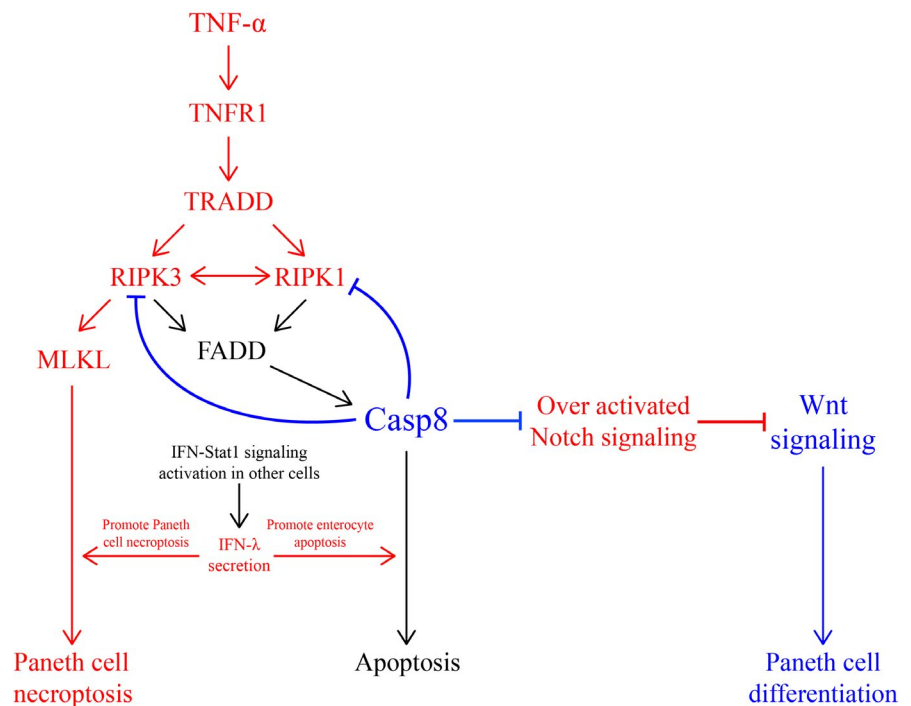 TNF-α
TNFR1
TRADD
RIPK3
RIPK1
MLKL
FADD
Casp8
Over activated
Notch signaling
Wnt
signaling
IFN-Stat1 signaling
activation in other cells
Promote Paneth
cell necroptosis
IFN-λ
secretion
Promote enterocyte
apoptosis
Paneth cell
necroptosis
Apoptosis
Paneth cell
differentiation